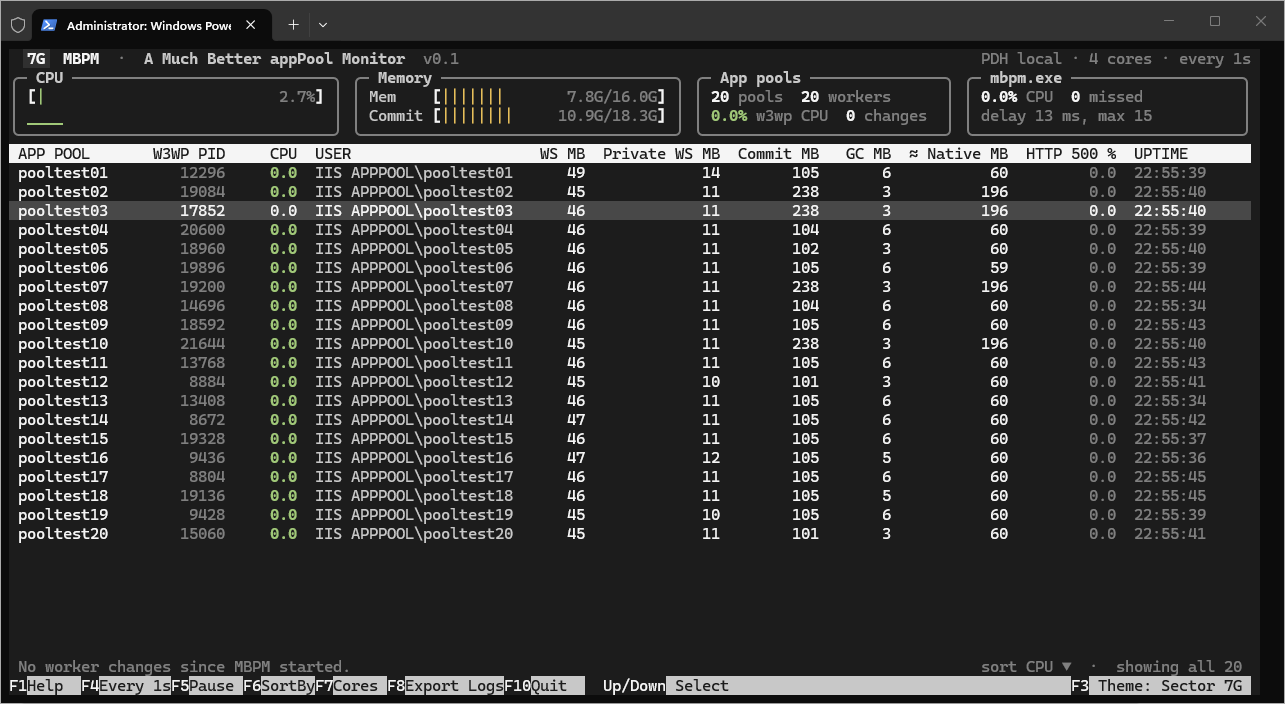 Administrator: Windows Powe
7G MBPM · A Much Better appPool Monitor v0.1 PDH local · 4 cores · every 1s
CPU Memory App pools mbpm.exe
[| 2.7%] Mem [||||||| 7.8G/16.0G] 20 pools 20 workers 0.0% CPU 0 missed
Commit [|||||||| 10.9G/18.3G] 0.0% w3wp CPU 0 changes delay 13 ms, max 15
APP POOL W3WP PID CPU USER WS MB Private WS MB Commit MB GC MB ≈ Native MB HTTP 500 % UPTIME
pooltest01 12296 0.0 IIS APPPOOL\pooltest01 49 14 105 6 60 0.0 22:55:39
pooltest02 19084 0.0 IIS APPPOOL\pooltest02 45 11 238 3 196 0.0 22:55:40
pooltest03 17852 0.0 IIS APPPOOL\pooltest03 46 11 238 3 196 0.0 22:55:40
pooltest04 20600 0.0 IIS APPPOOL\pooltest04 46 11 104 6 60 0.0 22:55:39
pooltest05 18960 0.0 IIS APPPOOL\pooltest05 46 11 102 3 60 0.0 22:55:40
pooltest06 19896 0.0 IIS APPPOOL\pooltest06 46 11 105 6 59 0.0 22:55:39
pooltest07 19200 0.0 IIS APPPOOL\pooltest07 46 11 238 3 196 0.0 22:55:44
pooltest08 14696 0.0 IIS APPPOOL\pooltest08 46 11 104 6 60 0.0 22:55:34
pooltest09 18592 0.0 IIS APPPOOL\pooltest09 46 11 105 6 60 0.0 22:55:43
pooltest10 21644 0.0 IIS APPPOOL\pooltest10 45 11 238 3 196 0.0 22:55:40
pooltest11 13768 0.0 IIS APPPOOL\pooltest11 46 11 105 6 60 0.0 22:55:43
pooltest12 8884 0.0 IIS APPPOOL\pooltest12 45 10 101 3 60 0.0 22:55:41
pooltest13 13408 0.0 IIS APPPOOL\pooltest13 46 11 105 6 60 0.0 22:55:34
pooltest14 8672 0.0 IIS APPPOOL\pooltest14 47 11 105 6 60 0.0 22:55:42
pooltest15 19328 0.0 IIS APPPOOL\pooltest15 46 11 105 6 60 0.0 22:55:37
pooltest16 9436 0.0 IIS APPPOOL\pooltest16 47 12 105 5 60 0.0 22:55:36
pooltest17 8804 0.0 IIS APPPOOL\pooltest17 46 11 105 6 60 0.0 22:55:45
pooltest18 19136 0.0 IIS APPPOOL\pooltest18 46 11 105 5 60 0.0 22:55:45
pooltest19 9428 0.0 IIS APPPOOL\pooltest19 45 10 105 6 60 0.0 22:55:39
pooltest20 15060 0.0 IIS APPPOOL\pooltest20 45 11 101 3 60 0.0 22:55:41
No worker changes since MBPM started. sort CPU ▼ · showing all 20
F1Help F4Every 1sF5Pause F6SortByF7Cores F8Export LogsF10Quit Up/Down Select F3 Theme: Sector 7G